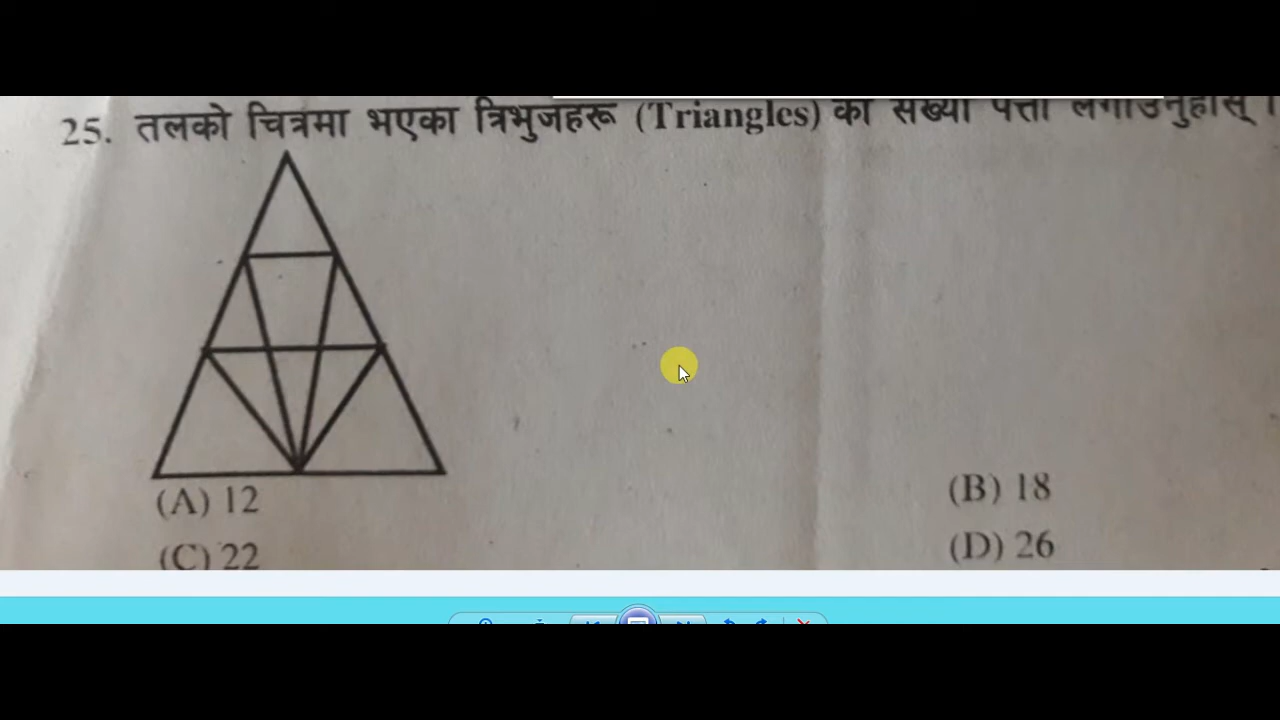 25. तलको चित्रमा भएका त्रिभुजहरू (Triangles) को संख्या पत्ता लगाउनुहोस् ।
(A) 12
(B) 18
(C) 22
(D) 26